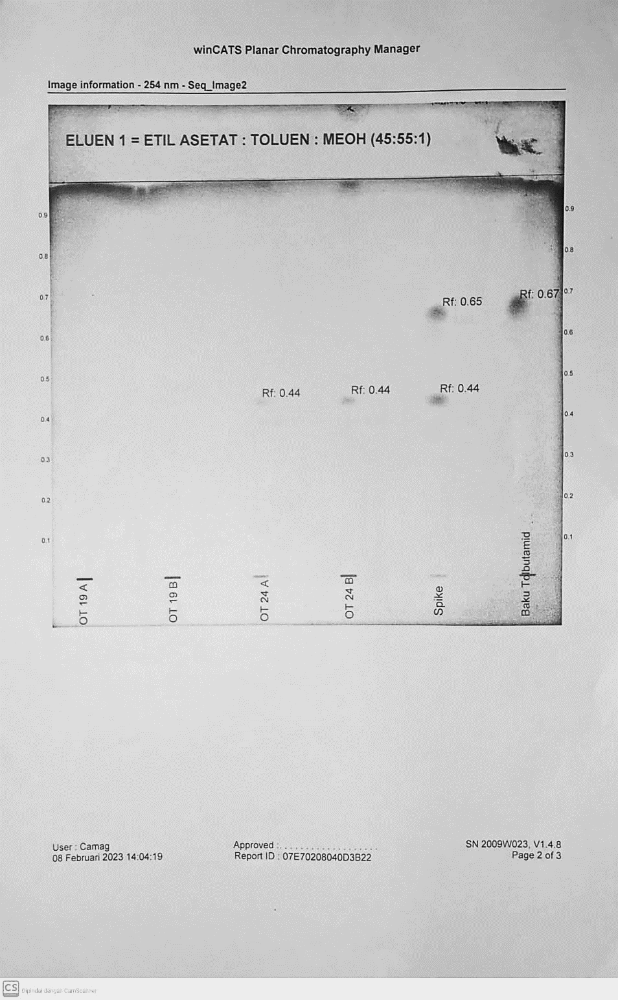 winCATS Planar Chromatography Manager
Image information - 254 nm - Seq_Image2
ELUEN 1 = ETIL ASETAT : TOLUEN : MEOH (45:55:1)
0.9 0.9
0.8 0.8
0.7 Rf: 0.65 Rf: 0.67 0.7
0.6 0.6
0.5 0.5
Rf: 0.44 Rf: 0.44 Rf: 0.44
0.4 0.4
0.3 0.3
0.2 0.2
0.1 0.1
OT 19 A
OT 19 B
OT 24 A
OT 24 B
Spike
Baku Tolbutamid
User : Camag Approved :. . . . . . . . . . . . . . . . . . . SN 2009W023, V1.4.8
08 Februari 2023 14:04:19 Report ID : 07E70208040D3B22 Page 2 of 3
CS Dipindai dengan CamScanner